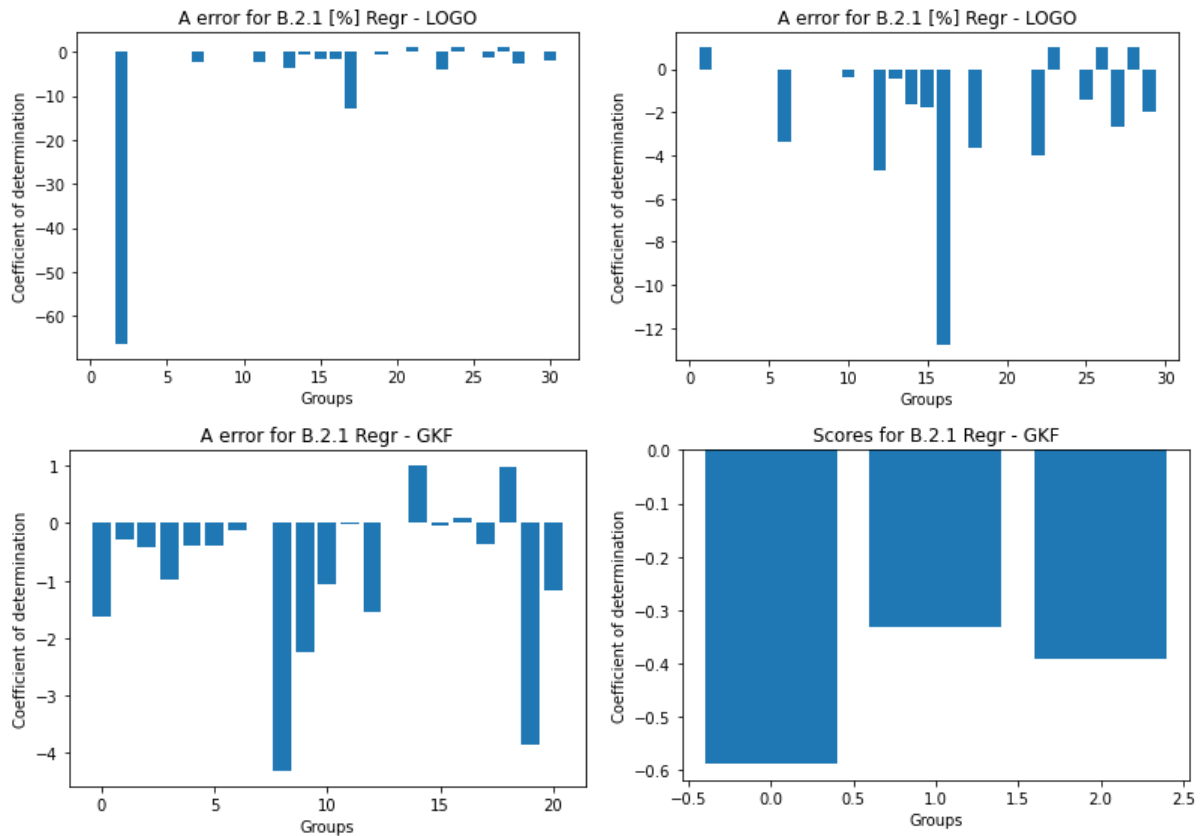 A error for B.2.1 [%] Regr - LOGO
Coefficient of determination
0
−10
−20
−30
−40
−50
−60
0 5 10 15 20 25 30
Groups
A error for B.2.1 [%] Regr - LOGO
Coefficient of determination
0
−2
−4
−6
−8
−10
−12
0 5 10 15 20 25 30
Groups
A error for B.2.1 Regr - GKF
Coefficient of determination
1
0
−1
−2
−3
−4
0 5 10 15 20
Groups
Scores for B.2.1 Regr - GKF
Coefficient of determination
0.0
−0.1
−0.2
−0.3
−0.4
−0.5
−0.6
−0.5 0.0 0.5 1.0 1.5 2.0 2.5
Groups